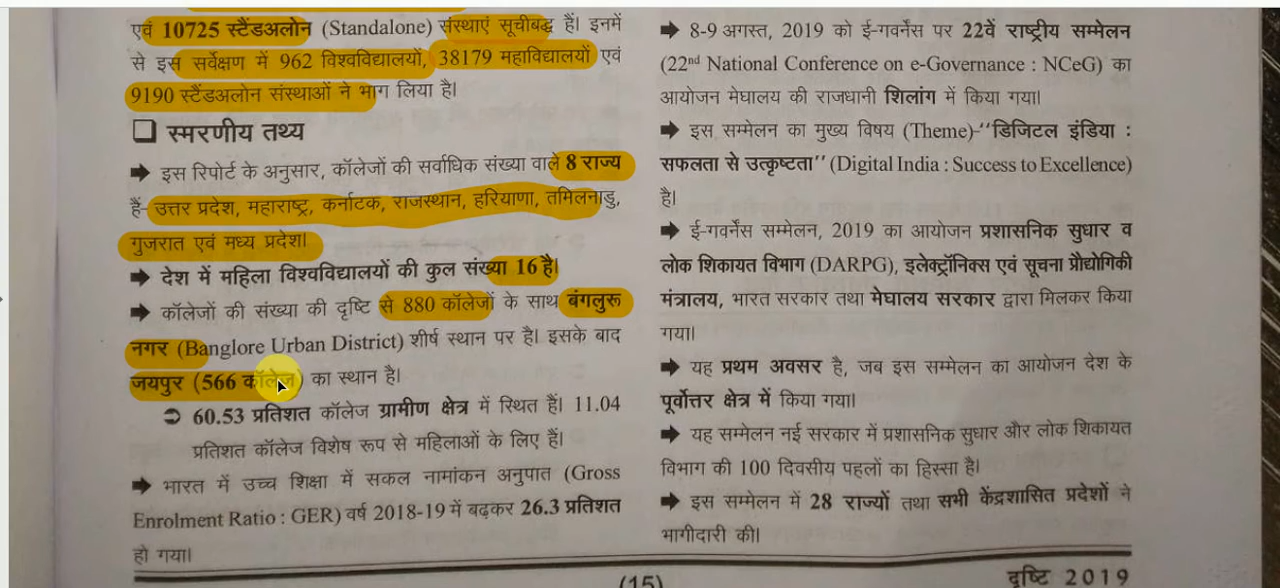 एवं 10725 स्टैंडअलोन (Standalone) संस्थाएं सूचीबद्ध हैं। इनमें
से इस सर्वेक्षण में 962 विश्वविद्यालयों, 38179 महाविद्यालयों एवं
9190 स्टैंडअलोन संस्थाओं ने भाग लिया है।
❑ स्मरणीय तथ्य
➡ इस रिपोर्ट के अनुसार, कॉलेजों की सर्वाधिक संख्या वाले 8 राज्य
हैं- उत्तर प्रदेश, महाराष्ट्र, कर्नाटक, राजस्थान, हरियाणा, तमिलनाडु,
गुजरात एवं मध्य प्रदेश।
➡ देश में महिला विश्वविद्यालयों की कुल संख्या 16 है।
➡ कॉलेजों की संख्या की दृष्टि से 880 कॉलेजों के साथ बंगलुरू
नगर (Banglore Urban District) शीर्ष स्थान पर है। इसके बाद
जयपुर (566 कॉलेज) का स्थान है।
➲ 60.53 प्रतिशत कॉलेज ग्रामीण क्षेत्र में स्थित हैं। 11.04
प्रतिशत कॉलेज विशेष रूप से महिलाओं के लिए हैं।
➡ भारत में उच्च शिक्षा में सकल नामांकन अनुपात (Gross
Enrolment Ratio : GER) वर्ष 2018-19 में बढ़कर 26.3 प्रतिशत
हो गया।
➡ 8-9 अगस्त, 2019 को ई-गवर्नेंस पर 22वें राष्ट्रीय सम्मेलन
(22nd National Conference on e-Governance : NCeG) का
आयोजन मेघालय की राजधानी शिलांग में किया गया।
➡ इस सम्मेलन का मुख्य विषय (Theme)-‘‘डिजिटल इंडिया :
सफलता से उत्कृष्टता’’ (Digital India : Success to Excellence)
है।
➡ ई-गवर्नेंस सम्मेलन, 2019 का आयोजन प्रशासनिक सुधार व
लोक शिकायत विभाग (DARPG), इलेक्ट्रॉनिक्स एवं सूचना प्रौद्योगिकी
मंत्रालय, भारत सरकार तथा मेघालय सरकार द्वारा मिलकर किया
गया।
➡ यह प्रथम अवसर है, जब इस सम्मेलन का आयोजन देश के
पूर्वोत्तर क्षेत्र में किया गया।
➡ यह सम्मेलन नई सरकार में प्रशासनिक सुधार और लोक शिकायत
विभाग की 100 दिवसीय पहलों का हिस्सा है।
➡ इस सम्मेलन में 28 राज्यों तथा सभी केंद्रशासित प्रदेशों ने
भागीदारी की।
(15)
दृष्टि 2019